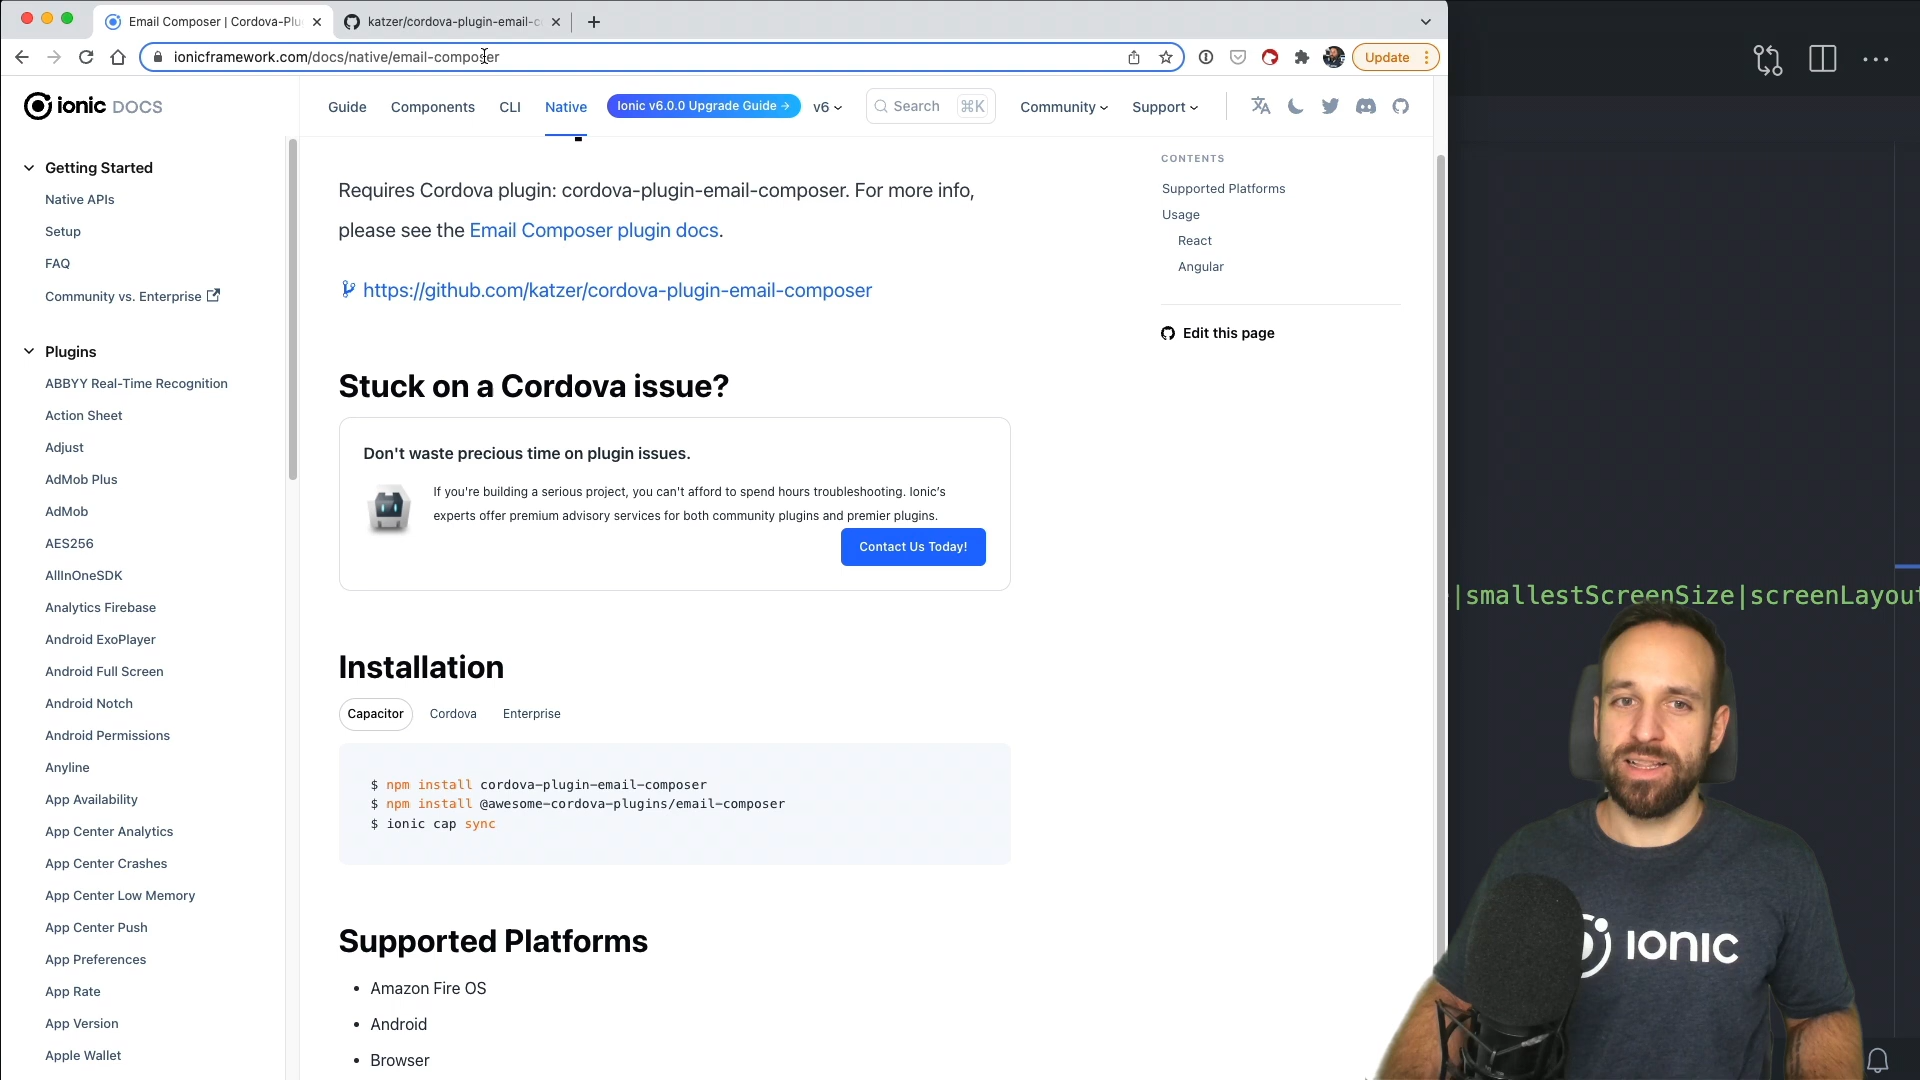 Email Composer | Cordova-Plu
katzer/cordova-plugin-email-c
ionicframework.com/docs/native/email-composer
Update
ionic DOCS
Guide
Components
CLI
Native
Ionic v6.0.0 Upgrade Guide →
v6
Search
⌘K
Community
Support
Getting Started
Native APIs
Setup
FAQ
Community vs. Enterprise
Plugins
ABBYY Real-Time Recognition
Action Sheet
Adjust
AdMob Plus
AdMob
AES256
AllInOneSDK
Analytics Firebase
Android ExoPlayer
Android Full Screen
Android Notch
Android Permissions
Anyline
App Availability
App Center Analytics
App Center Crashes
App Center Low Memory
App Center Push
App Preferences
App Rate
App Version
Apple Wallet
Requires Cordova plugin: cordova-plugin-email-composer. For more info,
please see the Email Composer plugin docs.
https://github.com/katzer/cordova-plugin-email-composer
Stuck on a Cordova issue?
Don't waste precious time on plugin issues.
If you're building a serious project, you can't afford to spend hours troubleshooting. Ionic's
experts offer premium advisory services for both community plugins and premier plugins.
Contact Us Today!
Installation
Capacitor
Cordova
Enterprise
$ npm install cordova-plugin-email-composer
$ npm install @awesome-cordova-plugins/email-composer
$ ionic cap sync
Supported Platforms
• Amazon Fire OS
• Android
• Browser
CONTENTS
Supported Platforms
Usage
React
Angular
Edit this page
|smallestScreenSize|screenLayout
IONIC